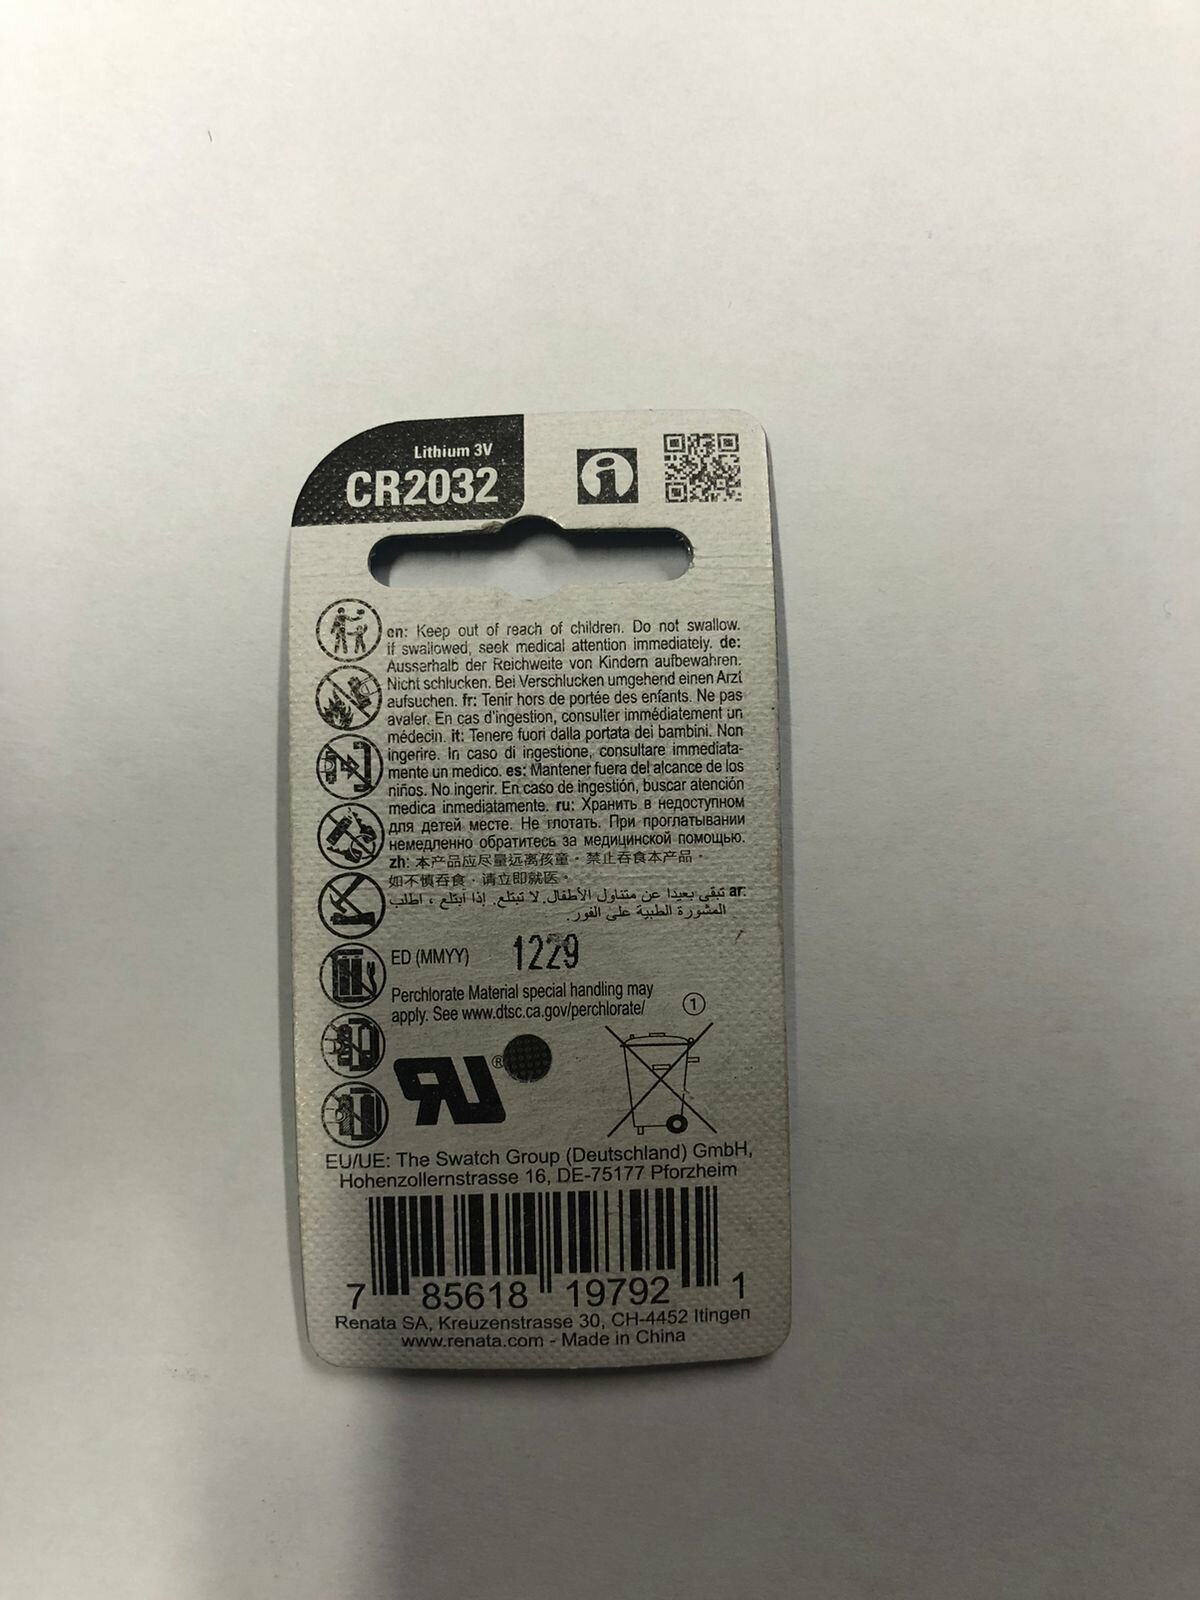 Lithium 3V
CR2032
en: Keep out of reach of children. Do not swallow.
if swallowed, seek medical attention immediately. de:
Ausserhalb der Reichweite von Kindern aufbewahren.
Nicht schlucken. Bei Verschlucken umgehend einen Arzt
aufsuchen. fr: Tenir hors de portée des enfants. Ne pas
avaler. En cas d'ingestion, consulter immédiatement un
médecin. it: Tenere fuori dalla portata dei bambini. Non
ingerire. In caso di ingestione, consultare immediata-
mente un medico. es: Mantener fuera del alcance de los
niños. No ingerir. En caso de ingestión, buscar atención
medica inmediatamente. ru: Хранить в недоступном
для детей месте. Не глотать. При проглатывании
немедленно обратитесь за медицинской помощью.
zh: 本产品应尽量远离孩童。禁止吞食本产品。
如不慎吞食，请立即就医。
ar: تبقى بعيدا عن متناول الأطفال. لا تبتلع. إذا ابتلع ، اطلب
المشورة الطبية على الفور.
ED (MMYY) 1229
Perchlorate Material special handling may
apply. See www.dtsc.ca.gov/perchlorate/
1
RU®
EU/UE: The Swatch Group (Deutschland) GmbH,
Hohenzollernstrasse 16, DE-75177 Pforzheim
7 85618 19792 1
Renata SA, Kreuzenstrasse 30, CH-4452 Itingen
www.renata.com - Made in China